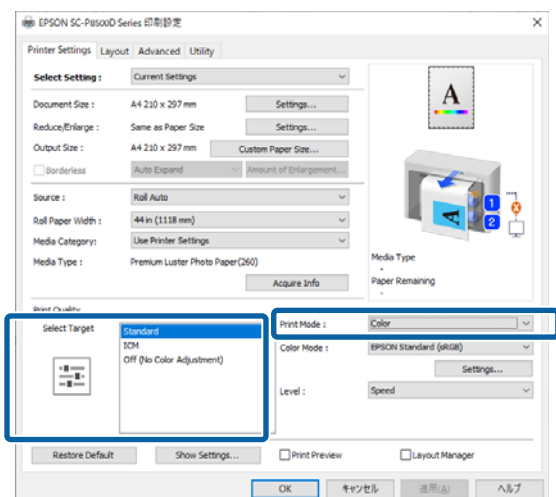 EPSON SC-P8500D Series 印刷設定
Printer Settings Layout Advanced Utility
Select Setting : Current Settings
Document Size : A4 210 x 297 mm Settings...
Reduce/Enlarge : Same as Paper Size Settings...
Output Size : A4 210 x 297 mm Custom Paper Size...
Borderless Auto Expand Amount of Enlargement...
Source : Roll Auto
Roll Paper Width : 44 in (1118 mm)
Media Category: Use Printer Settings
Media Type : Premium Luster Photo Paper(260)
Acquire Info
A
A
1
2
Media Type
-
Paper Remaining
-
Print Quality
Select Target
Standard
ICM
Off (No Color Adjustment)
Print Mode : Color
Color Mode : EPSON Standard (sRGB)
Settings...
Level : Speed
Restore Default Show Settings... Print Preview Layout Manager
OK キャンセル 適用(A) ヘルプ